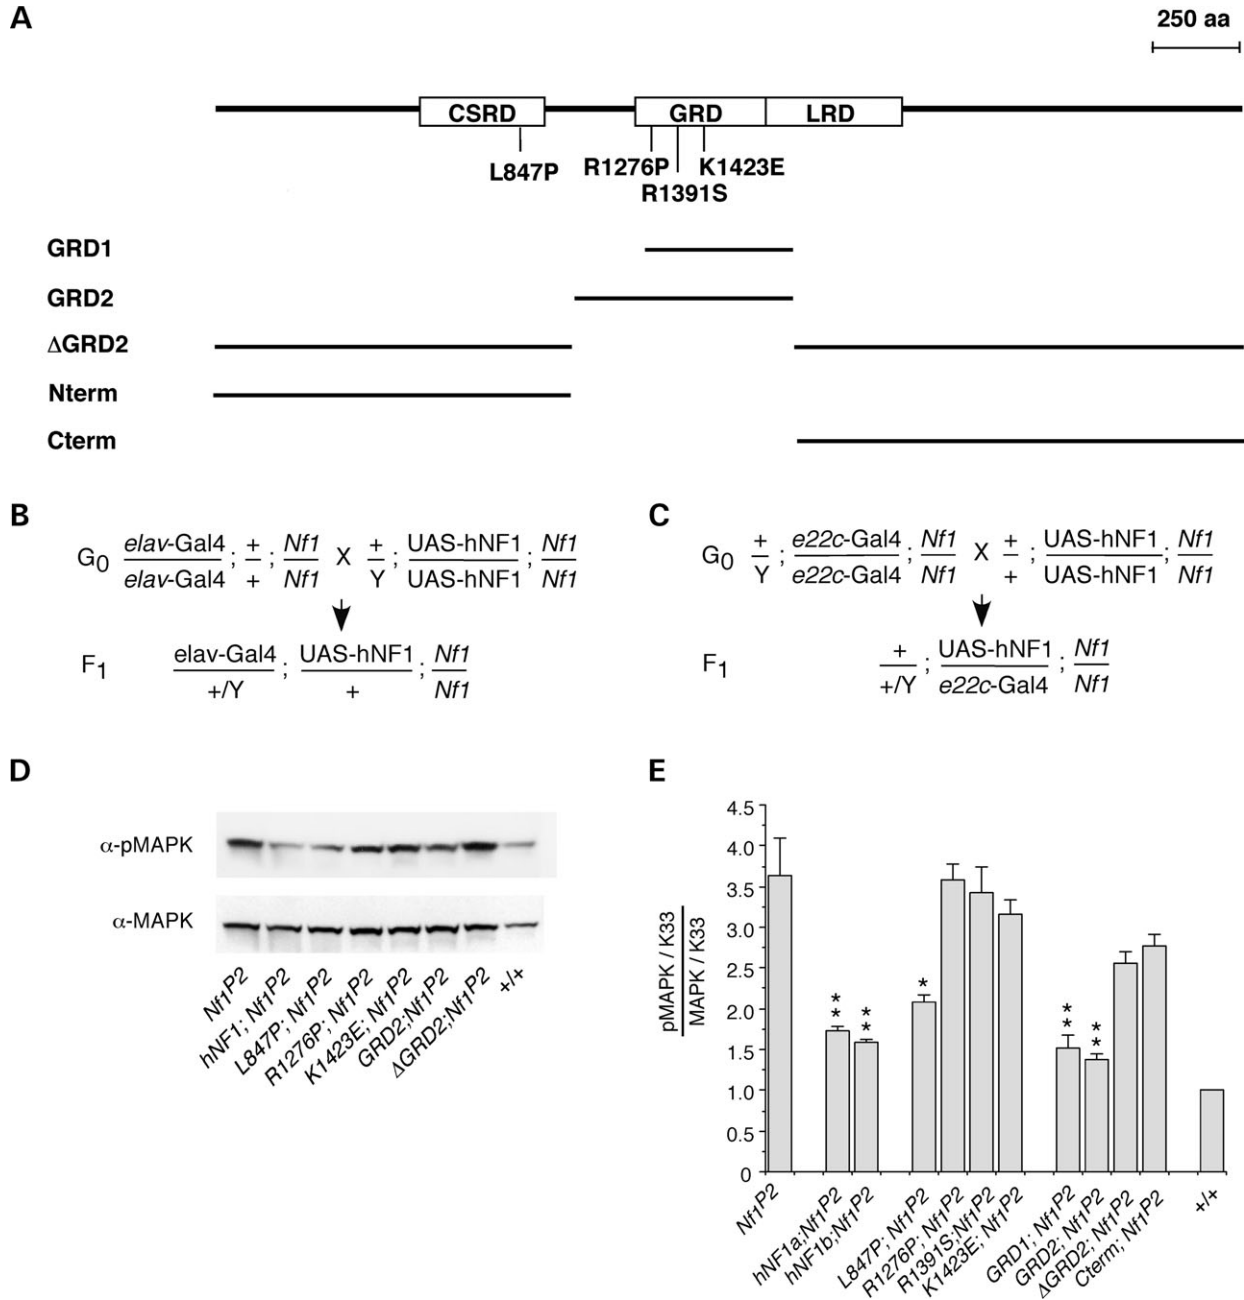 A
250 aa
CSRD GRD LRD
L847P R1276P K1423E
R1391S
GRD1
GRD2
ΔGRD2
Nterm
Cterm
B
G0 elav-Gal4 / elav-Gal4 ; + / + ; Nf1 / Nf1 X + / Y ; UAS-hNF1 / UAS-hNF1 ; Nf1 / Nf1
F1 elav-Gal4 / +/Y ; UAS-hNF1 / + ; Nf1 / Nf1
C
G0 + / Y ; e22c-Gal4 / e22c-Gal4 ; Nf1 / Nf1 X + / + ; UAS-hNF1 / UAS-hNF1 ; Nf1 / Nf1
F1 + / +/Y ; UAS-hNF1 / e22c-Gal4 ; Nf1 / Nf1
D
α-pMAPK
α-MAPK
Nf1P2
hNF1; Nf1P2
L847P; Nf1P2
R1276P; Nf1P2
K1423E; Nf1P2
GRD2;Nf1P2
ΔGRD2;Nf1P2
+/+
E
pMAPK / K33
MAPK / K33
4.5
4.0
3.5
3.0
2.5
2.0
1.5
1.0
0.5
0
**
**
*
**
**
Nf1P2
hNF1a;Nf1P2
hNF1b;Nf1P2
L847P; Nf1P2
R1276P; Nf1P2
R1391S;Nf1P2
K1423E; Nf1P2
GRD1; Nf1P2
GRD2; Nf1P2
ΔGRD2; Nf1P2
Cterm; Nf1P2
+/+